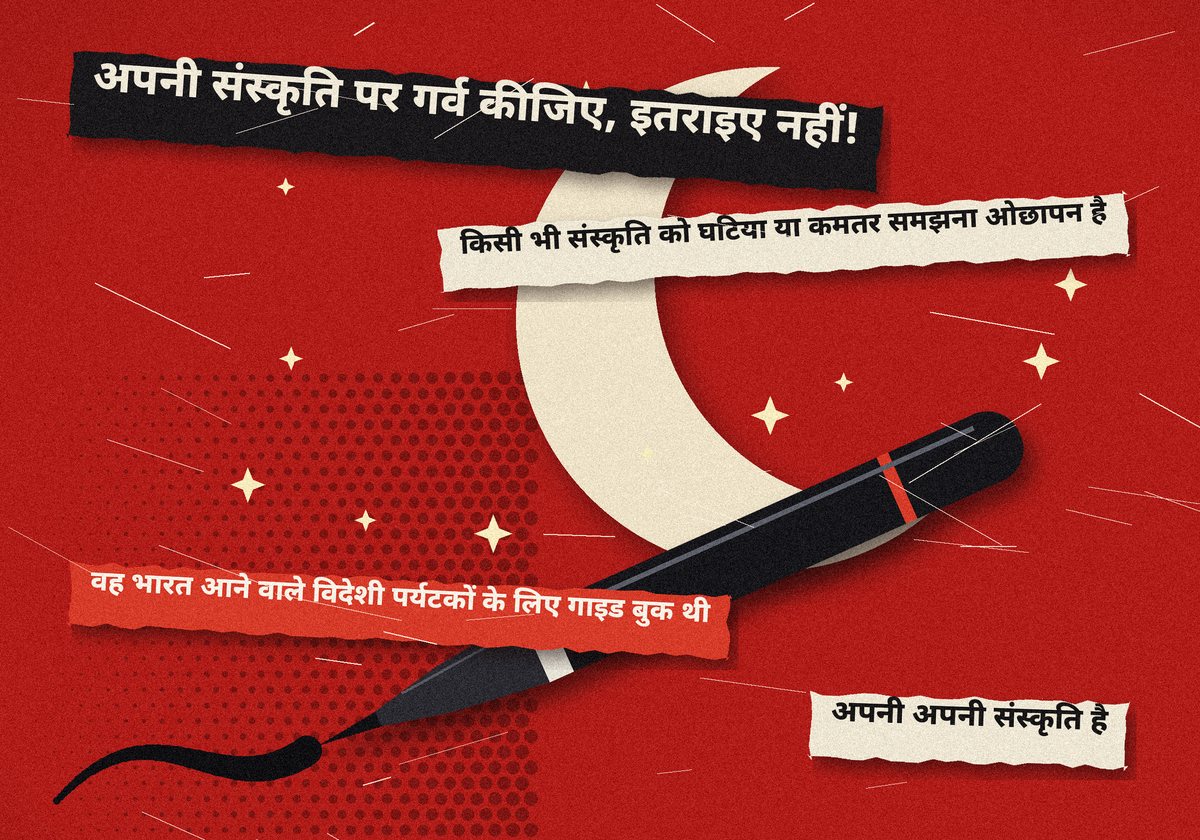 अपनी संस्कृति पर गर्व कीजिए, इतराइए नहीं!
किसी भी संस्कृति को घटिया या कमतर समझना ओछापन है
वह भारत आने वाले विदेशी पर्यटकों के लिए गाइड बुक थी
अपनी अपनी संस्कृति है